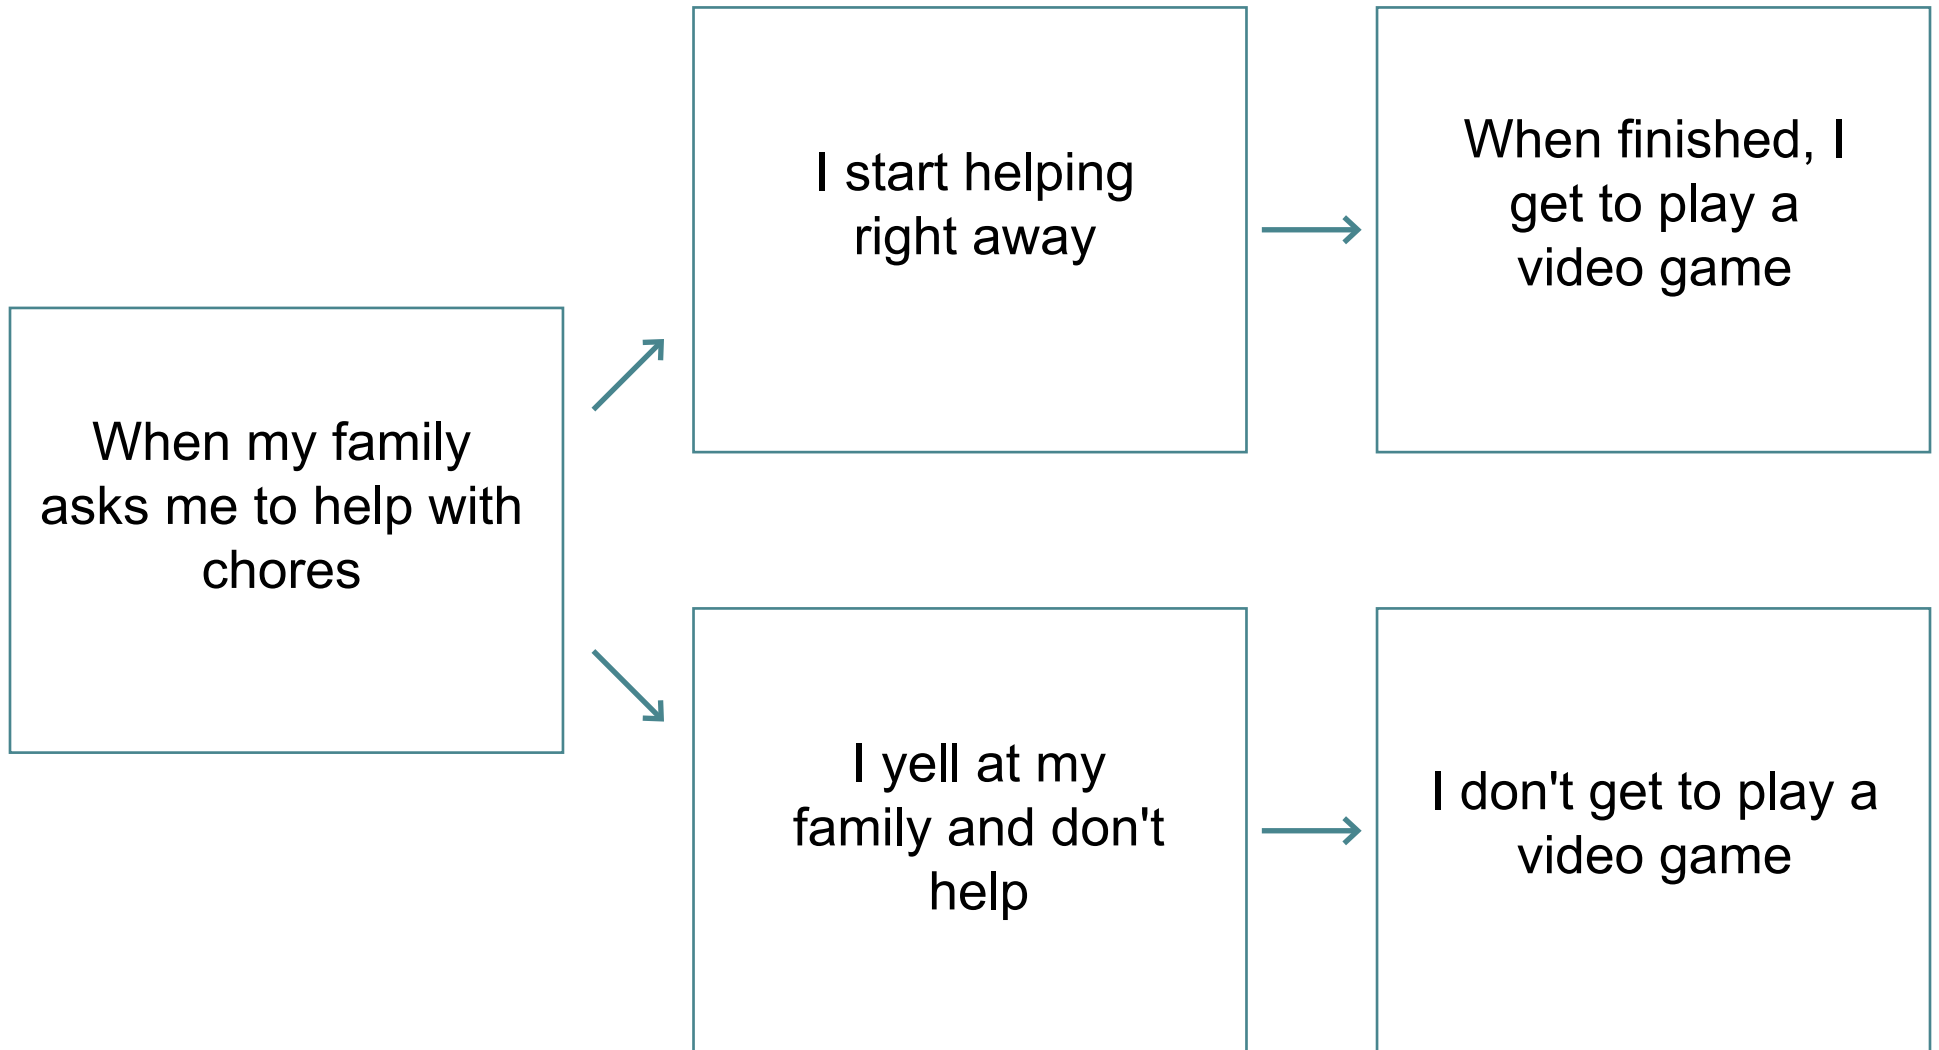 When my family
asks me to help with
chores
I start helping
right away
When finished, I
get to play a
video game
I yell at my
family and don't
help
I don't get to play a
video game